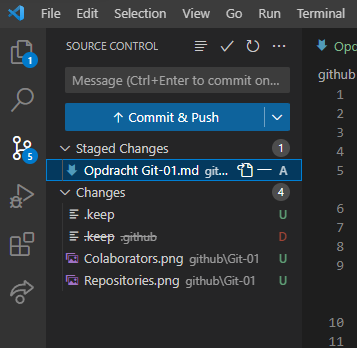 File Edit Selection View Go Run Terminal
SOURCE CONTROL
Opd
1
Message (Ctrl+Enter to commit on...
github
1
Commit & Push
2
3
Staged Changes 1
4
5
Opdracht Git-01.md git... A
5
Changes 4
.keep U
6
.keep .github D
7
8
Colaborators.png github\Git-01 U
9
Repositories.png github\Git-01 U
10
11